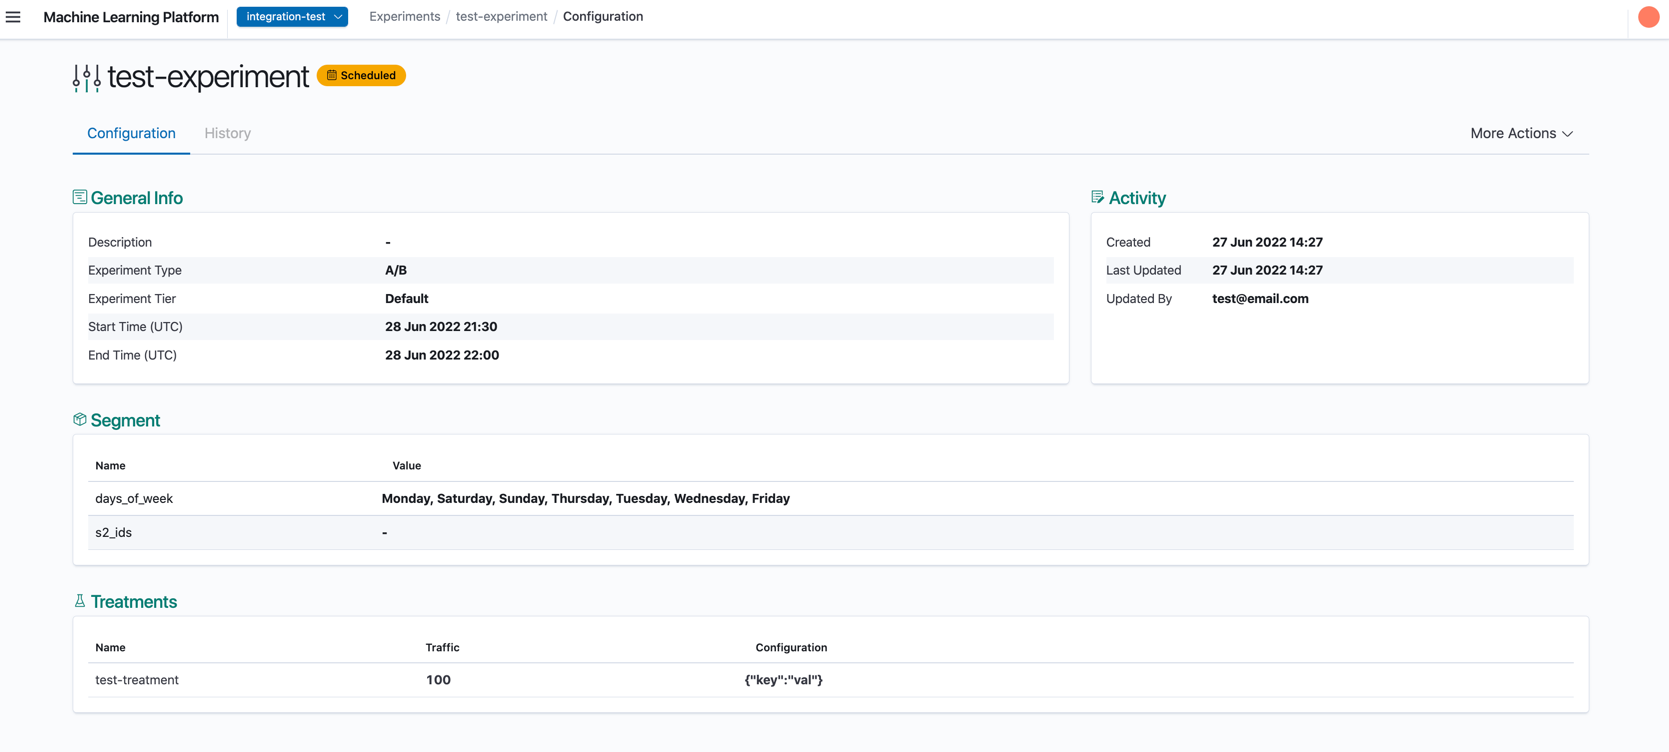 Machine Learning Platform integration-test Experiments / test-experiment / Configuration
test-experiment Scheduled
Configuration History More Actions
General Info
Description -
Experiment Type A/B
Experiment Tier Default
Start Time (UTC) 28 Jun 2022 21:30
End Time (UTC) 28 Jun 2022 22:00
Activity
Created 27 Jun 2022 14:27
Last Updated 27 Jun 2022 14:27
Updated By test@email.com
Segment
Name Value
days_of_week Monday, Saturday, Sunday, Thursday, Tuesday, Wednesday, Friday
s2_ids -
Treatments
Name Traffic Configuration
test-treatment 100 {"key":"val"}